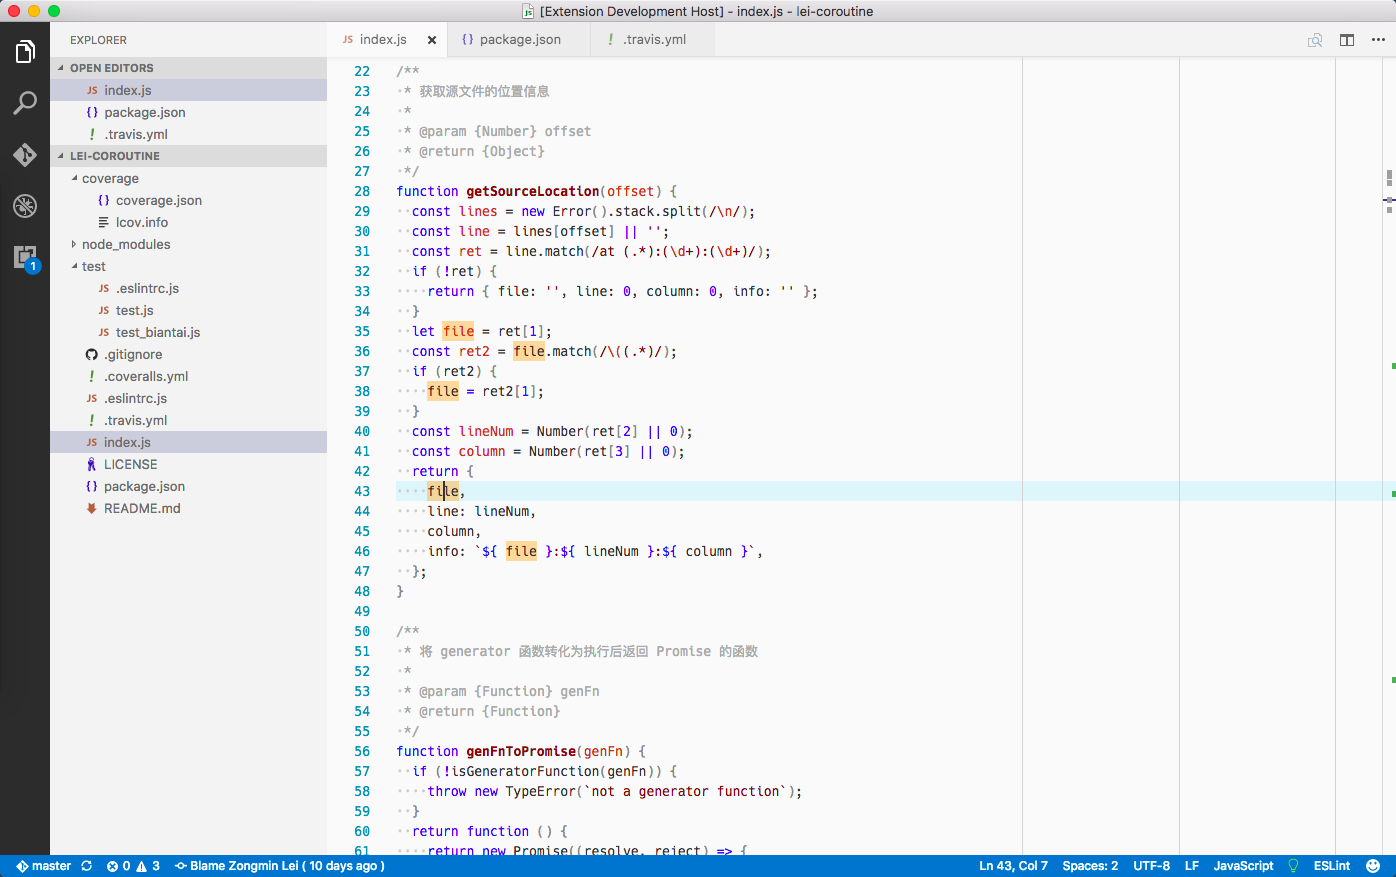 [Extension Development Host] - index.js - lei-coroutine
EXPLORER
OPEN EDITORS
JS index.js
{} package.json
! .travis.yml
LEI-COROUTINE
coverage
{} coverage.json
lcov.info
node_modules
test
JS .eslintrc.js
JS test.js
JS test_biantai.js
.gitignore
! .coveralls.yml
JS .eslintrc.js
! .travis.yml
JS index.js
LICENSE
{} package.json
README.md
1
JS index.js × {} package.json ! .travis.yml
22 /**
23 * 获取源文件的位置信息
24 *
25 * @param {Number} offset
26 * @return {Object}
27 */
28 function getSourceLocation(offset) {
29 const lines = new Error().stack.split(/\n/);
30 const line = lines[offset] || '';
31 const ret = line.match(/at (.*):(\d+):(\d+)/);
32 if (!ret) {
33 return { file: '', line: 0, column: 0, info: '' };
34 }
35 let file = ret[1];
36 const ret2 = file.match(/\((.*)/);
37 if (ret2) {
38 file = ret2[1];
39 }
40 const lineNum = Number(ret[2] || 0);
41 const column = Number(ret[3] || 0);
42 return {
43 file,
44 line: lineNum,
45 column,
46 info: `${ file }:${ lineNum }:${ column }`,
47 };
48 }
49
50 /**
51 * 将 generator 函数转化为执行后返回 Promise 的函数
52 *
53 * @param {Function} genFn
54 * @return {Function}
55 */
56 function genFnToPromise(genFn) {
57 if (!isGeneratorFunction(genFn)) {
58 throw new TypeError(`not a generator function`);
59 }
60 return function () {
61 return new Promise((resolve, reject) => {
master 0 3 Blame Zongmin Lei ( 10 days ago ) Ln 43, Col 7 Spaces: 2 UTF-8 LF JavaScript ESLint